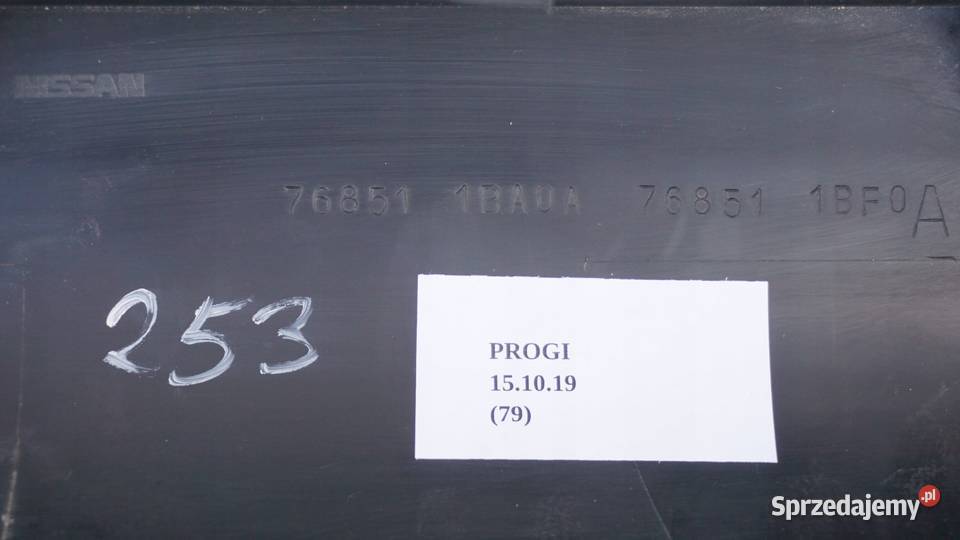 NISSAN
76851 1BA0A 76851 1BF0A
253
PROGI
15.10.19
(79)
Sprzedajemy.pl